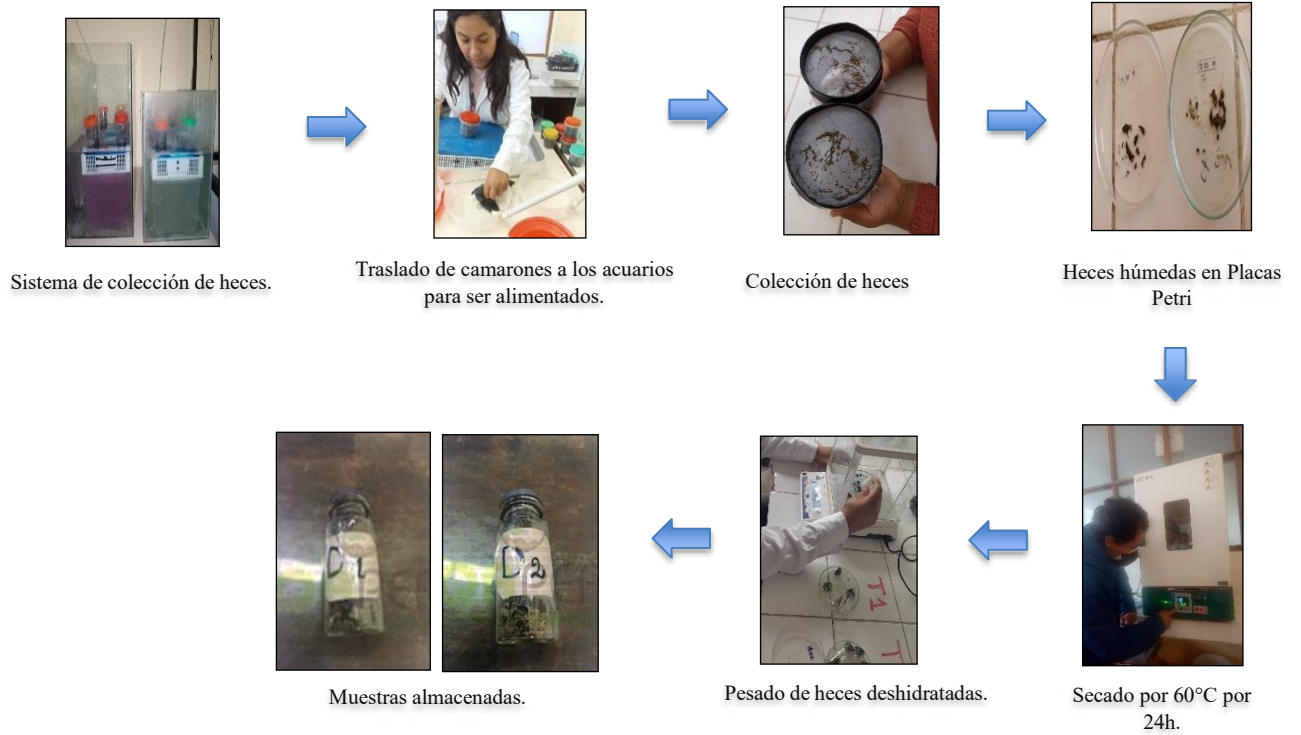 Sistema de colección de heces.
Traslado de camarones a los acuarios
para ser alimentados.
Colección de heces
Heces húmedas en Placas
Petri
Secado por 60°C por
24h.
Pesado de heces deshidratadas.
T1
Muestras almacenadas.
D1
D2